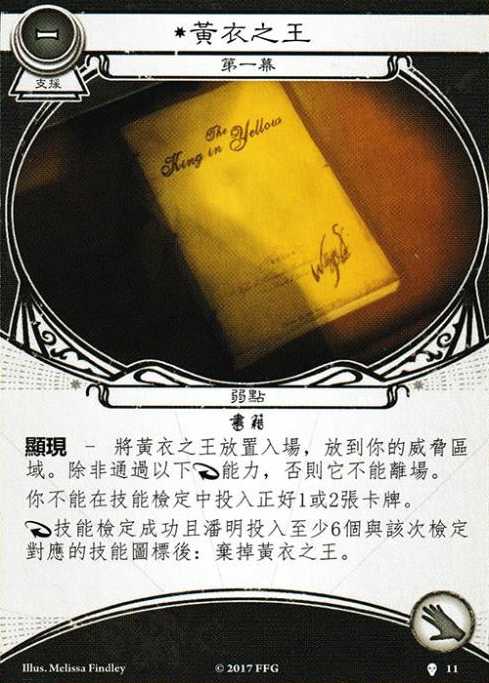 *黃衣之王
支援
第一幕
The
King in Yellow
弱點
書籍
顯現 – 將黃衣之王放置入場，放到你的威脅區
域。除非通過以下能力，否則它不能離場。
你不能在技能檢定中投入正好1或2張卡牌。
技能檢定成功且潘明投入至少6個與該次檢定
對應的技能圖標後：棄掉黃衣之王。
Illus. Melissa Findley
© 2017 FFG
11